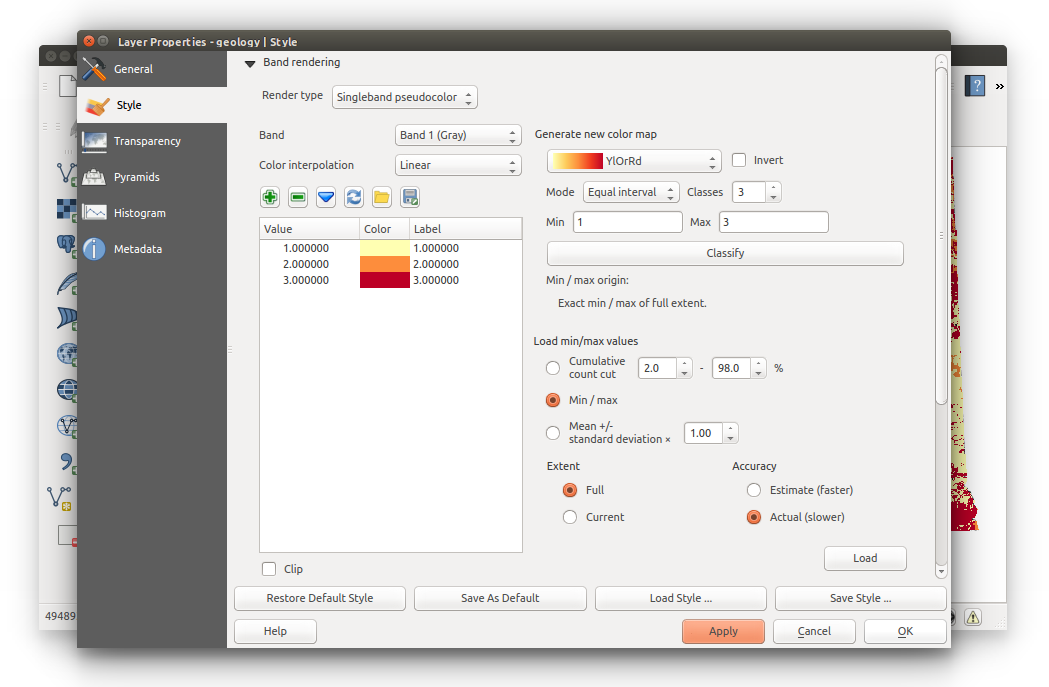 Layer Properties - geology | Style
General
Style
Transparency
Pyramids
Histogram
Metadata
Band rendering
Render type Singleband pseudocolor
Band Band 1 (Gray)
Color interpolation Linear
Value Color Label
1.000000 1.000000
2.000000 2.000000
3.000000 3.000000
Clip
Generate new color map
YlOrRd Invert
Mode Equal interval Classes 3
Min 1 Max 3
Classify
Min / max origin:
Exact min / max of full extent.
Load min/max values
Cumulative
count cut 2.0 - 98.0 %
Min / max
Mean +/-
standard deviation × 1.00
Extent Accuracy
Full Estimate (faster)
Current Actual (slower)
Load
Restore Default Style Save As Default Load Style ... Save Style ...
Help Apply Cancel OK
49489
?
»